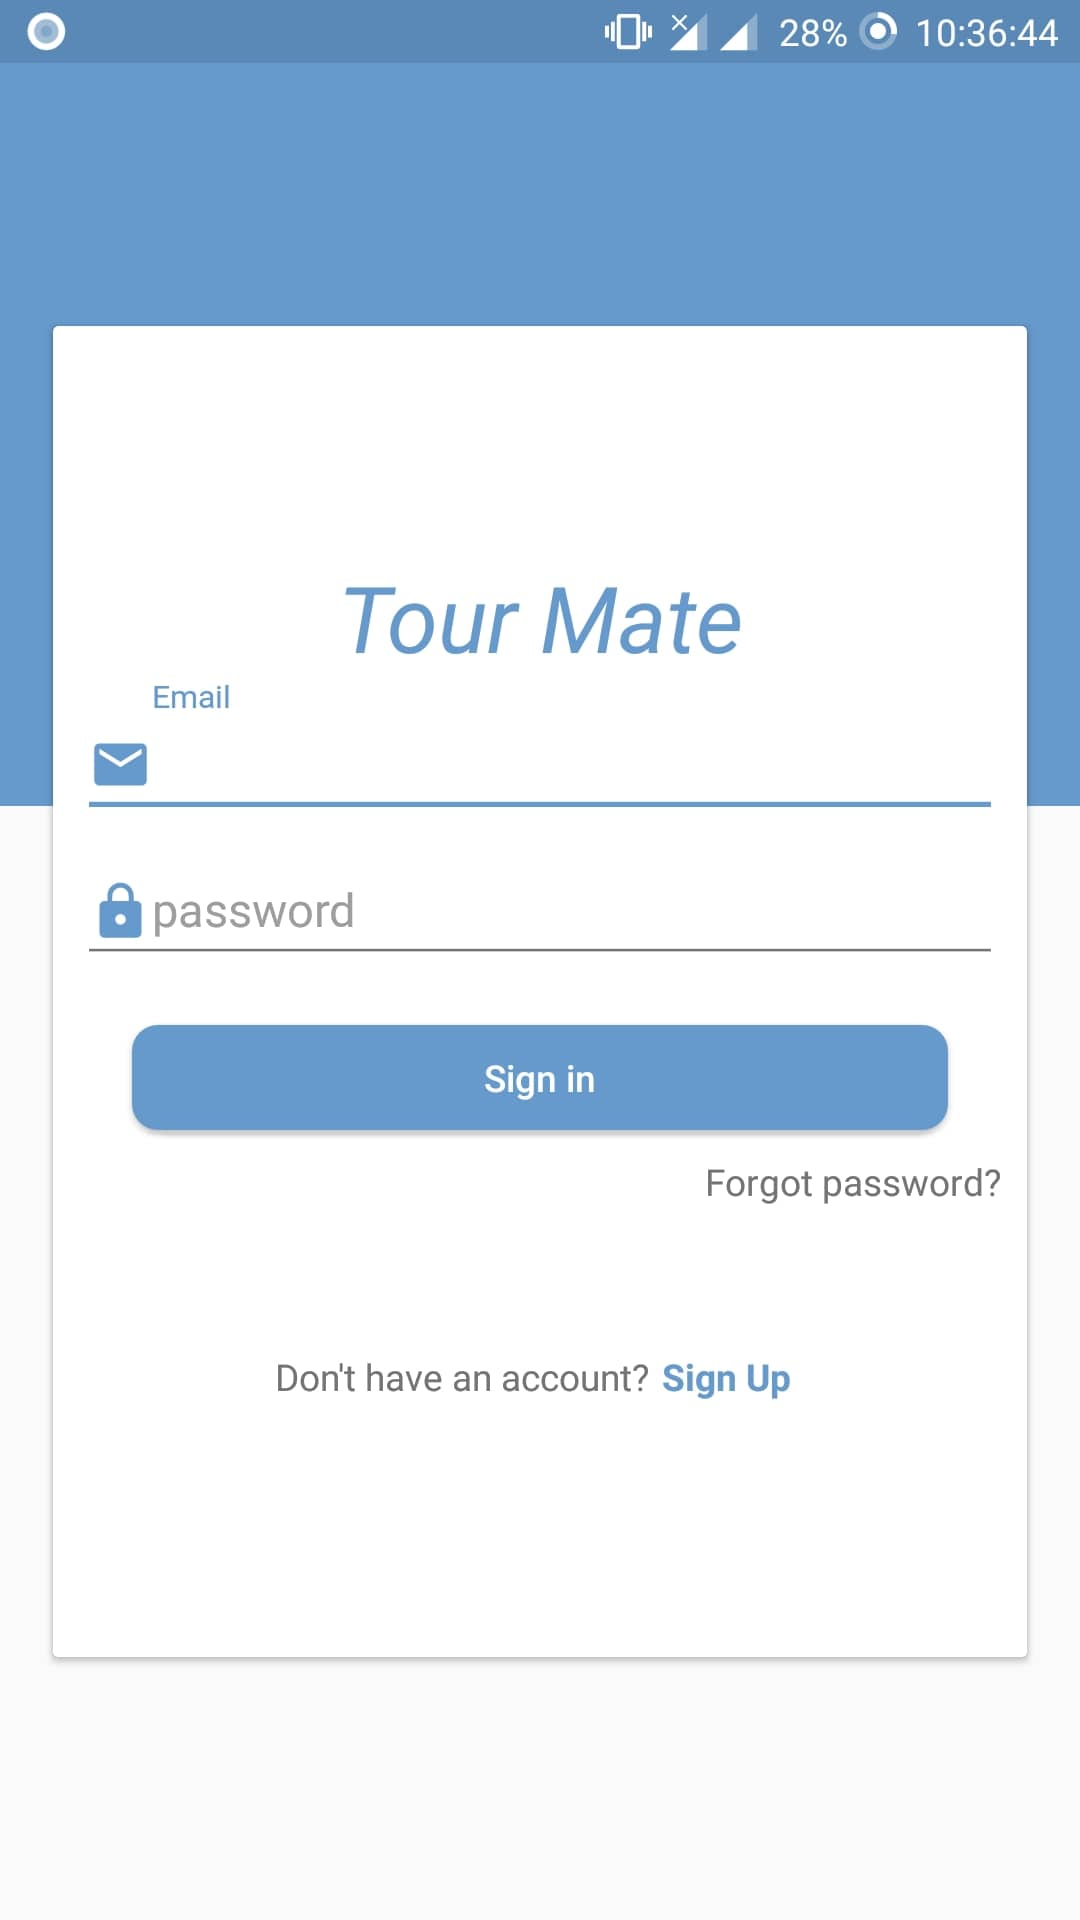 28% 10:36:44
Tour Mate
Email
password
Sign in
Forgot password?
Don't have an account? Sign Up